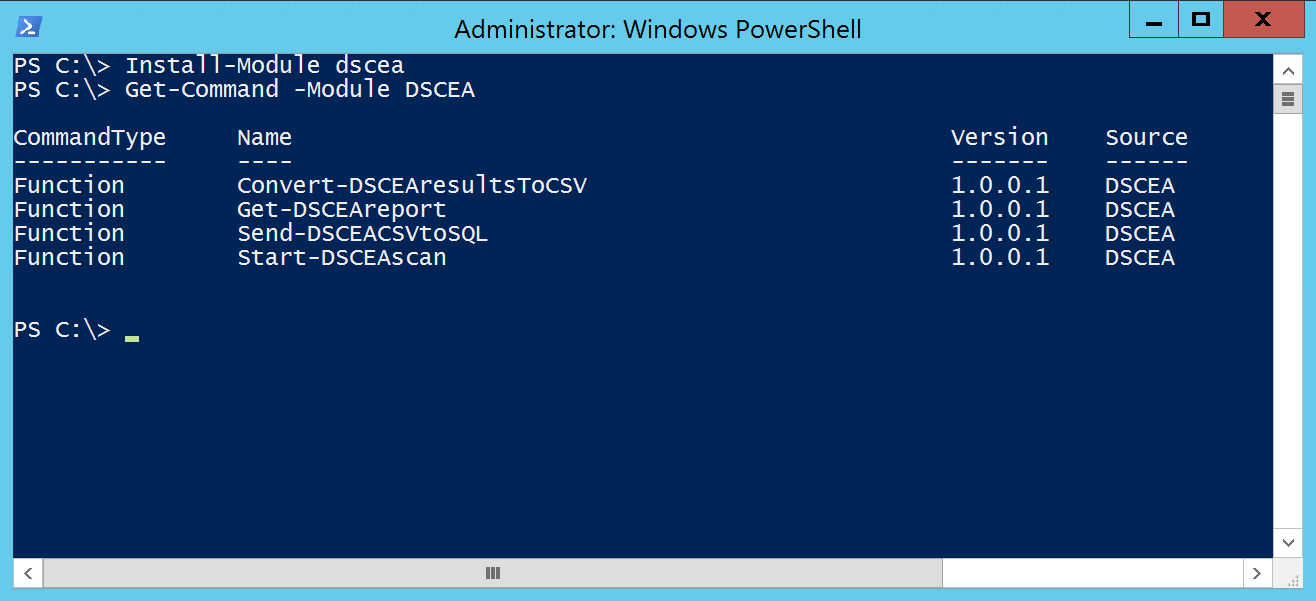 Administrator: Windows PowerShell
PS C:\> Install-Module dscea
PS C:\> Get-Command -Module DSCEA
CommandType     Name                                               Version    Source
-----------     ----                                               -------    ------
Function        Convert-DSCEAresultsToCSV                          1.0.0.1    DSCEA
Function        Get-DSCEAreport                                    1.0.0.1    DSCEA
Function        Send-DSCEACSVtoSQL                                 1.0.0.1    DSCEA
Function        Start-DSCEAscan                                    1.0.0.1    DSCEA
PS C:\>